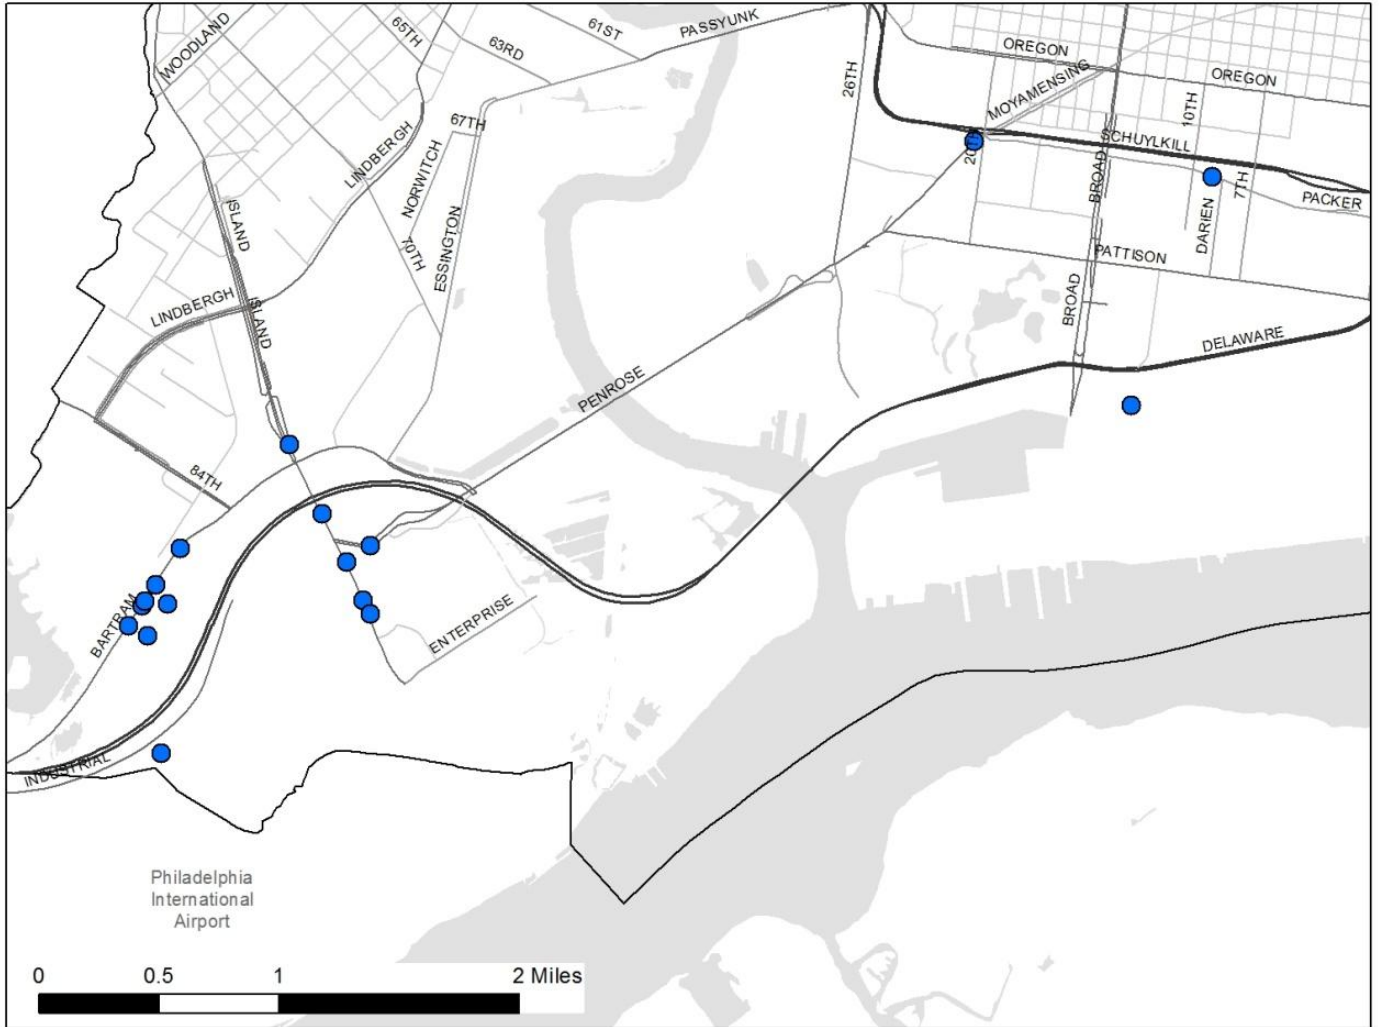 WOODLAND
65TH
63RD
61ST
PASSYUNK
26TH
OREGON
OREGON
MOYAMENSING
10TH
SCHUYLKILL
20TH
BROAD
7TH
PACKER
DARIEN
PATTISON
67TH
LINDBERGH
NORWITCH
70TH
ESSINGTON
ISLAND
LINDBERGH
ISLAND
BROAD
DELAWARE
PENROSE
84TH
BARTRAM
ENTERPRISE
INDUSTRIAL
Philadelphia
International
Airport
0 0.5 1 2 Miles